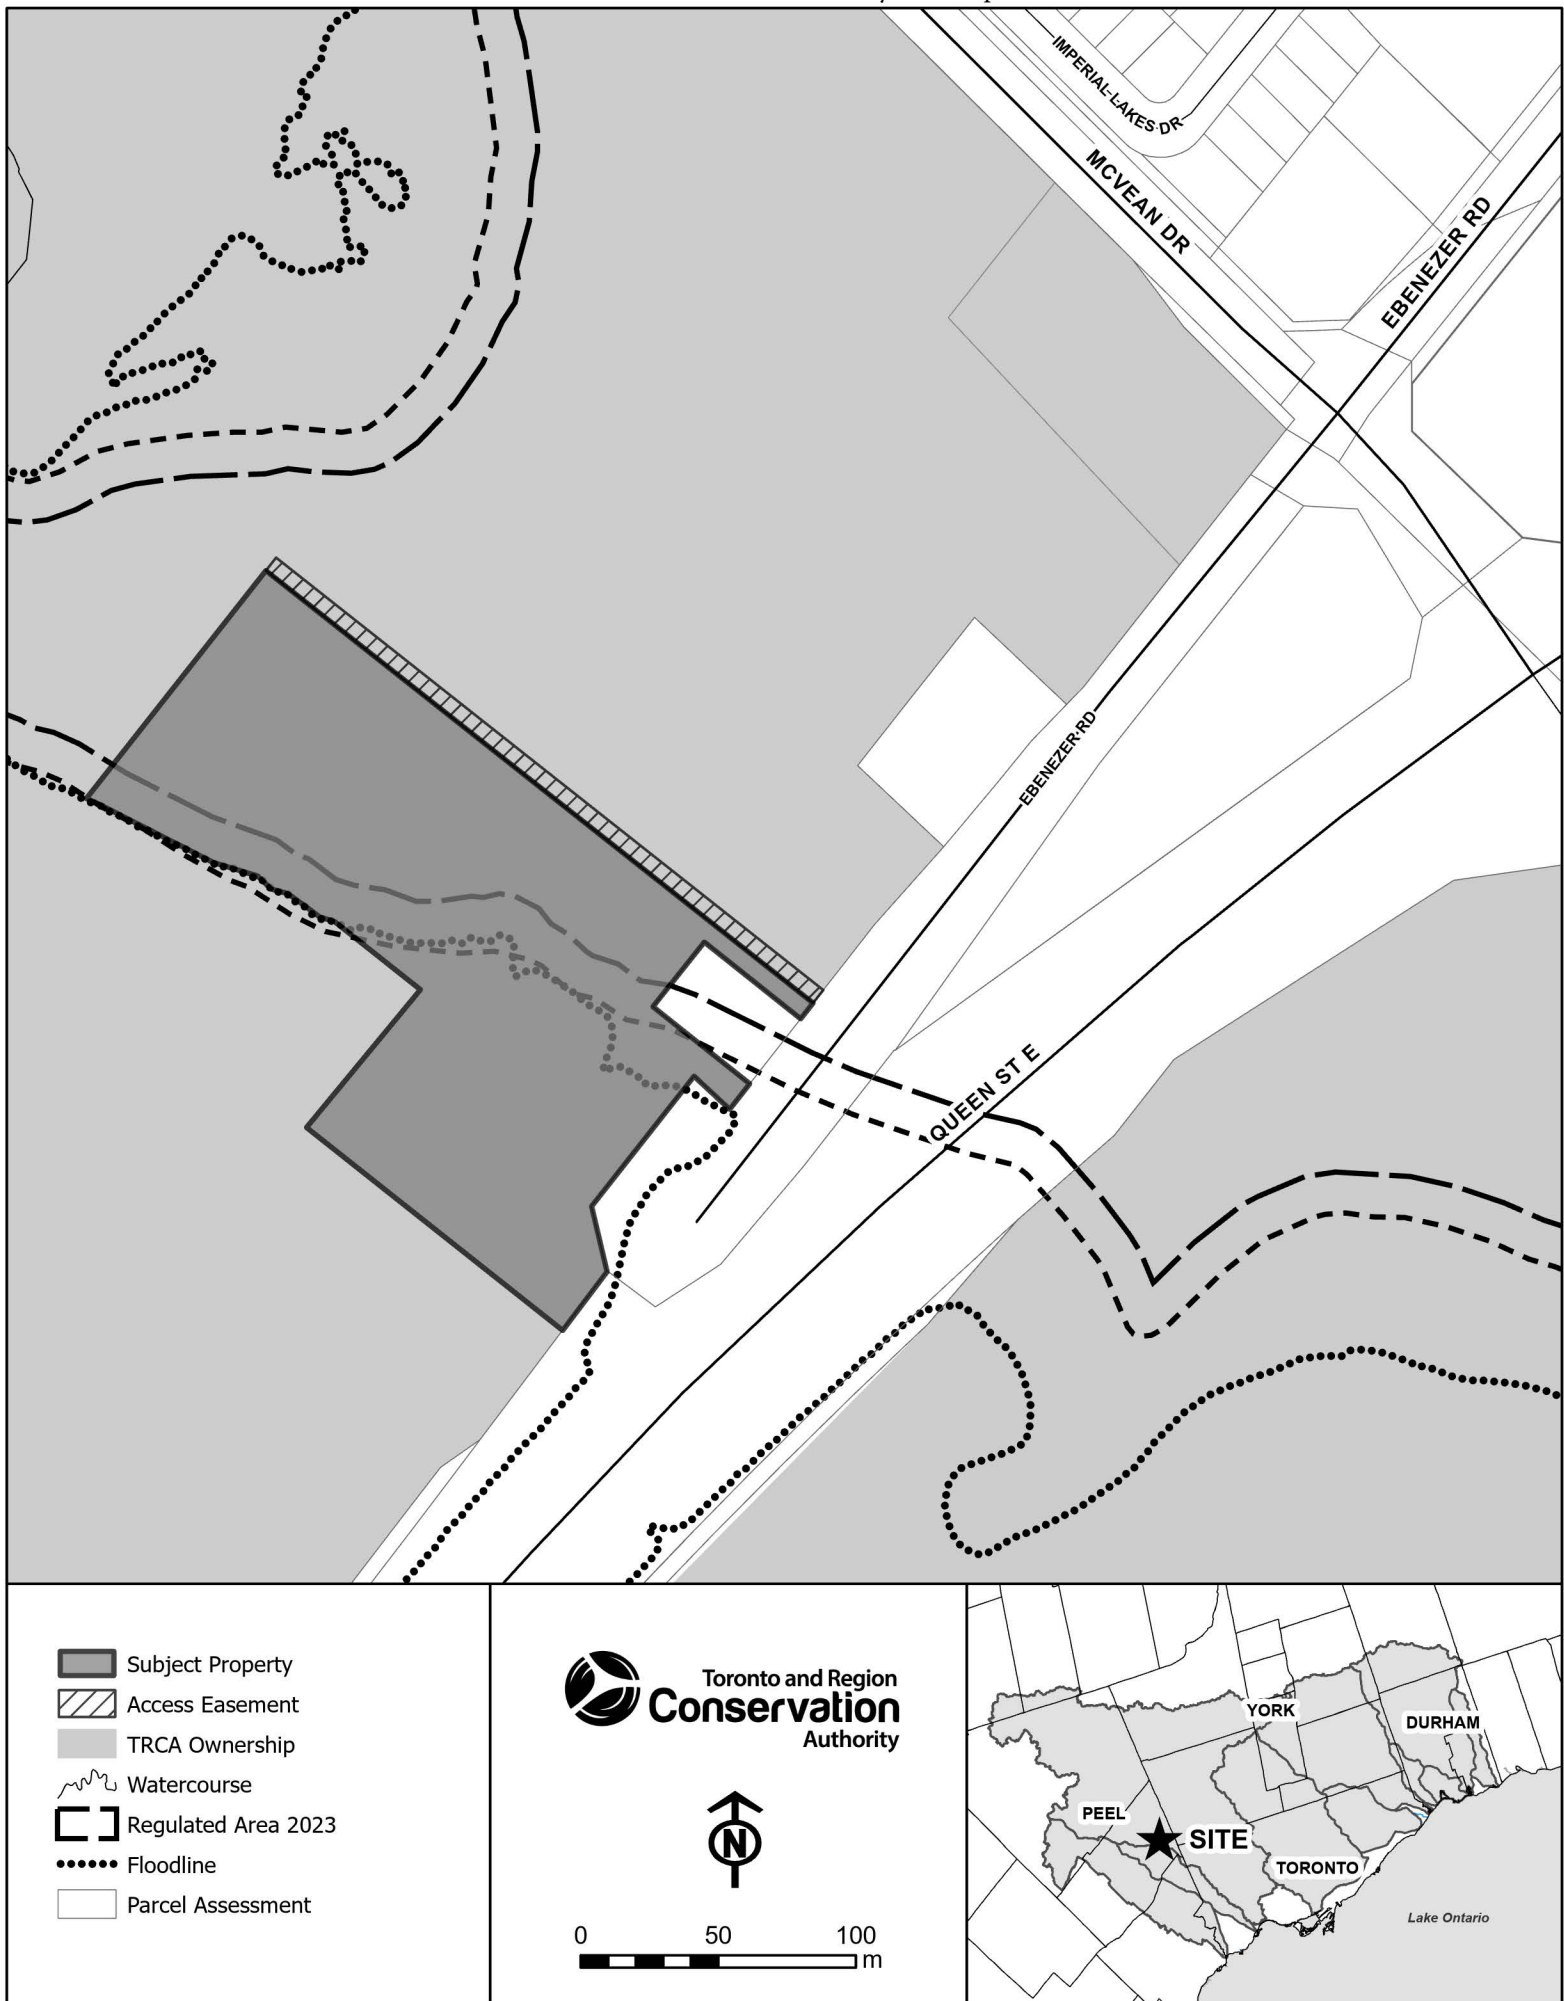 IMPERIAL LAKES DR
MCVEAN DR
EBENEZER RD
EBENEZER RD
QUEEN ST E
Subject Property
Access Easement
TRCA Ownership
Watercourse
Regulated Area 2023
Floodline
Parcel Assessment
Toronto and Region
Conservation
Authority
N
0 50 100
m
YORK
DURHAM
PEEL
SITE
TORONTO
Lake Ontario